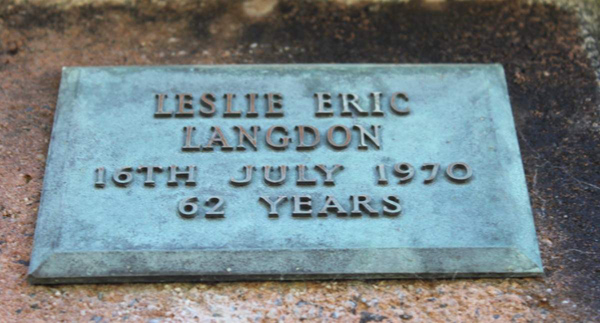 LESLIE ERIC
LANGDON
16TH JULY 1970
62 YEARS